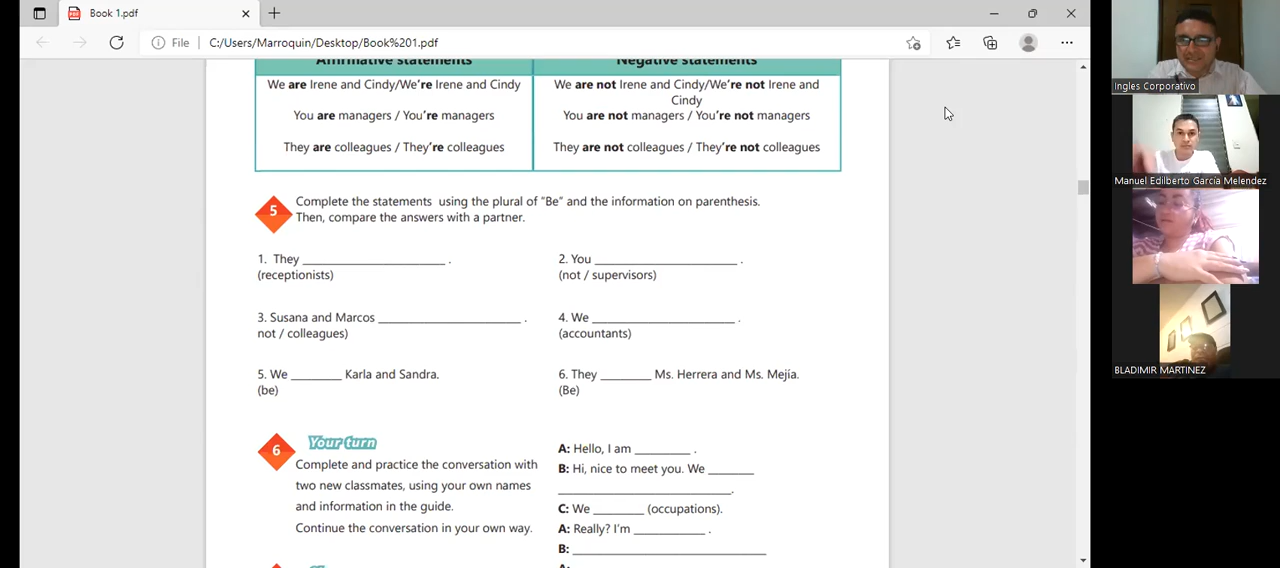 Book 1.pdf
File
C:/Users/Marroquin/Desktop/Book%201.pdf
Affirmative statements
Negative statements
We are Irene and Cindy/We're Irene and Cindy
We are not Irene and Cindy/We're not Irene and
Cindy
You are managers / You're managers
You are not managers / You're not managers
They are colleagues / They're colleagues
They are not colleagues / They're not colleagues
5
Complete the statements using the plural of "Be" and the information on parenthesis.
Then, compare the answers with a partner.
1. They ______________________ .
(receptionists)
2. You ______________________ .
(not / supervisors)
3. Susana and Marcos ______________________ .
not / colleagues)
4. We ______________________ .
(accountants)
5. We ________ Karla and Sandra.
(be)
6. They ________ Ms. Herrera and Ms. Mejía.
(Be)
6
Your turn
Complete and practice the conversation with
two new classmates, using your own names
and information in the guide.
Continue the conversation in your own way.
A: Hello, I am ________ .
B: Hi, nice to meet you. We _______
___________________________.
C: We ________ (occupations).
A: Really? I'm ___________ .
B: ______________________________
A:
Ingles Corporativo
Manuel Edilberto García Melendez
BLADIMIR MARTINEZ